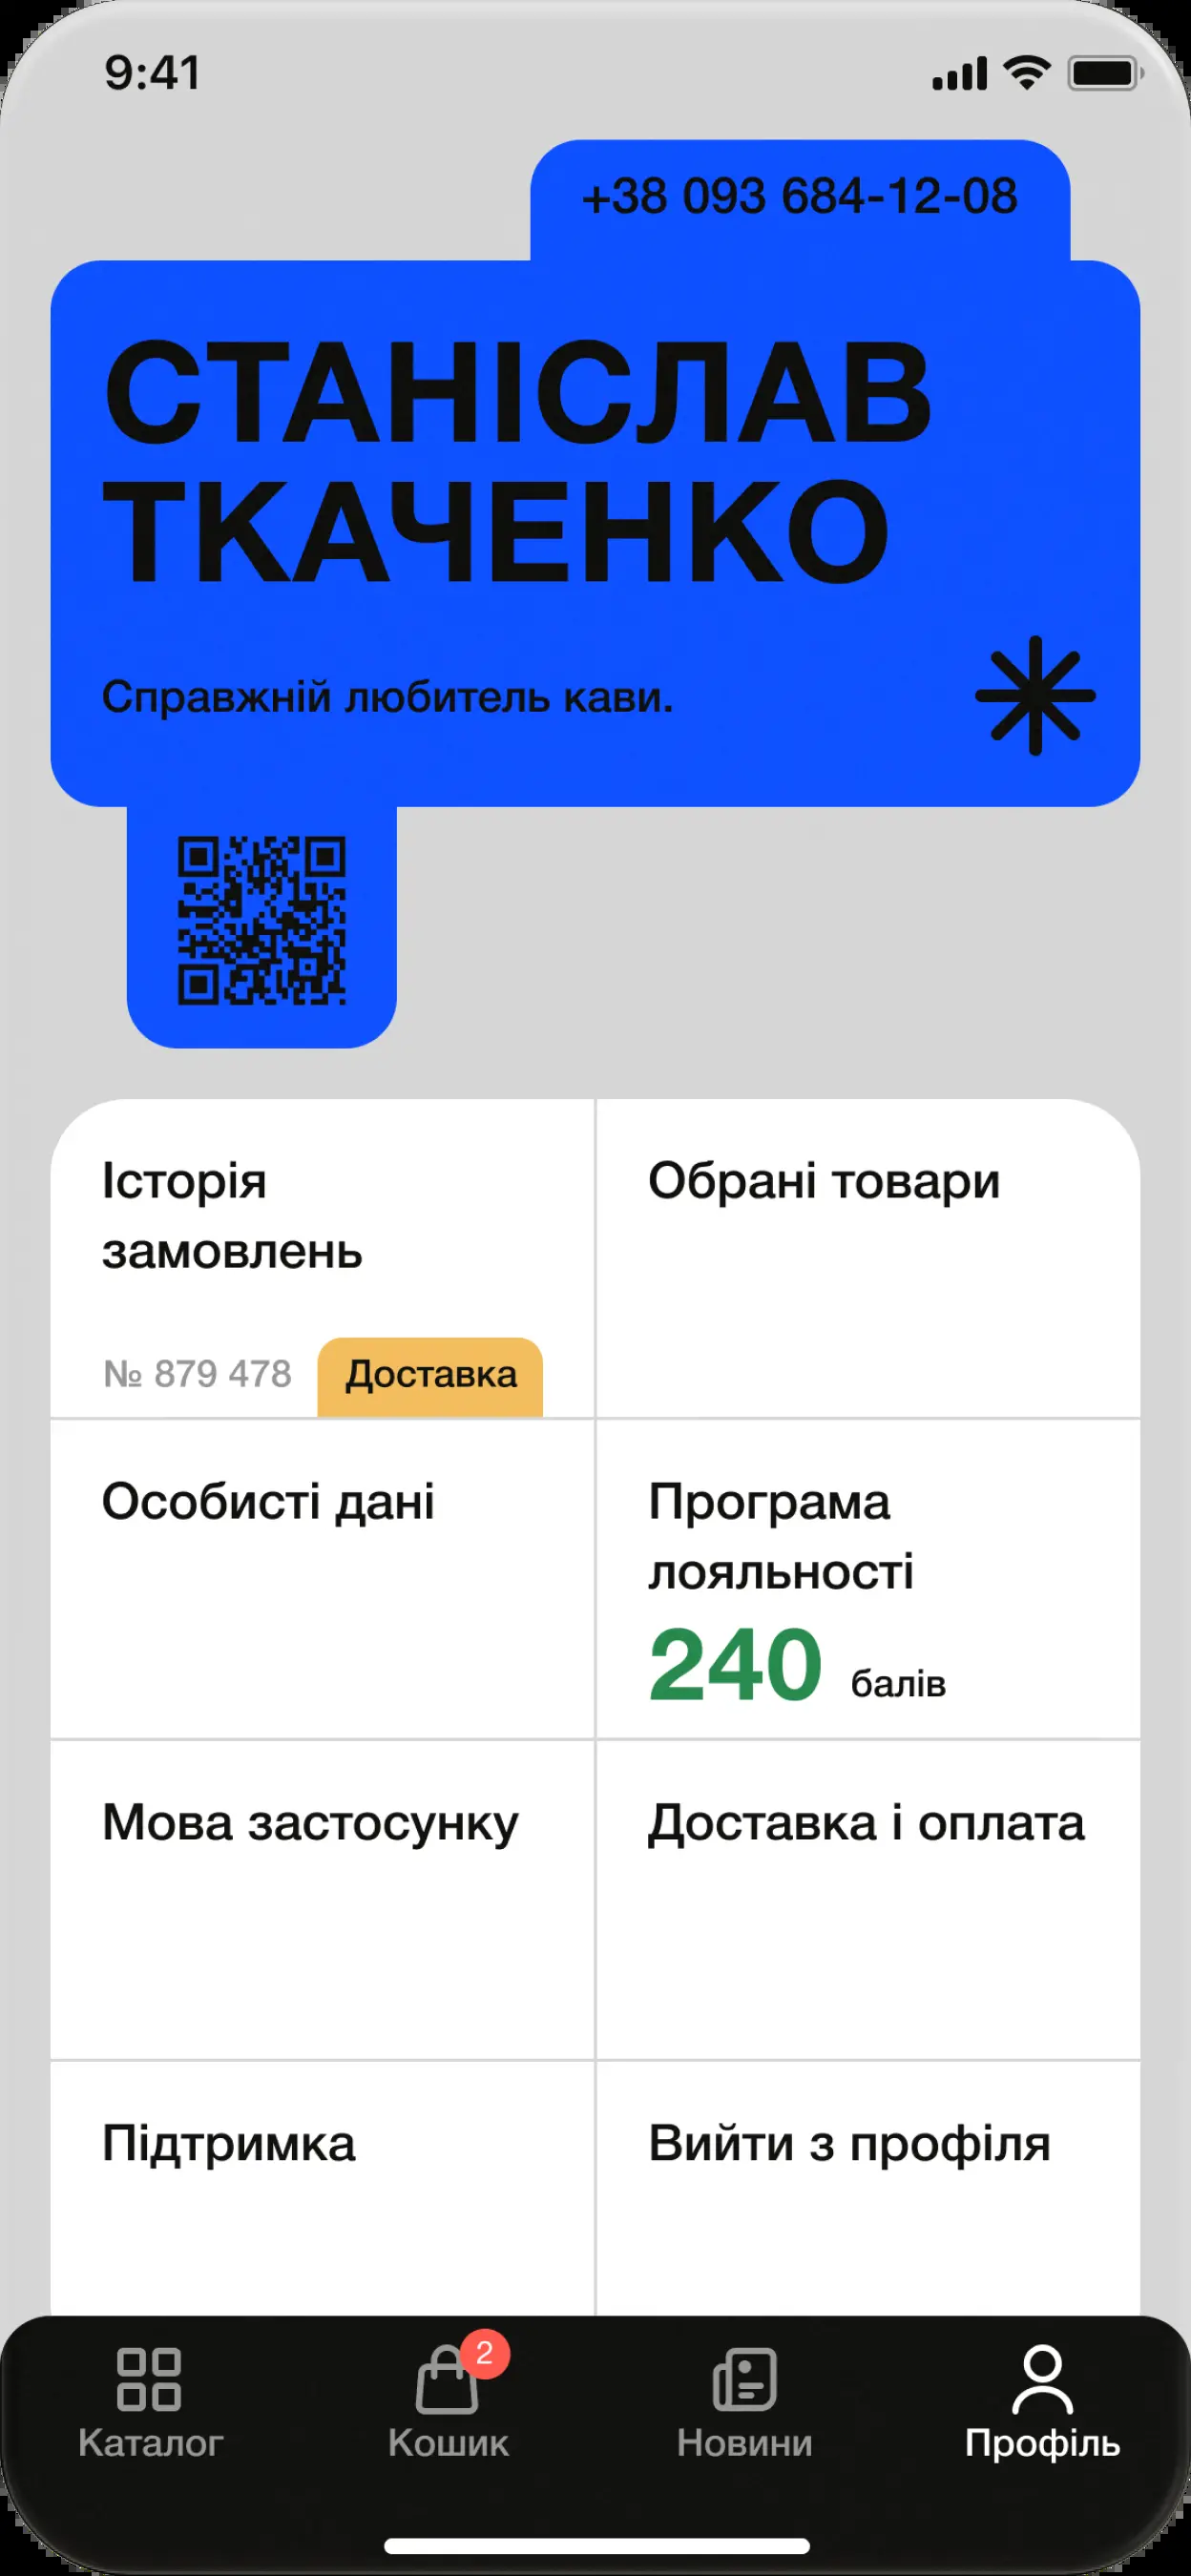 9:41
+38 093 684-12-08
СТАНІСЛАВ
ТКАЧЕНКО
Справжній любитель кави.
Історія
замовлень
№ 879 478
Доставка
Обрані товари
Особисті дані
Програма
лояльності
240 балів
Мова застосунку
Доставка і оплата
Підтримка
Вийти з профіля
2
Каталог
Кошик
Новини
Профіль